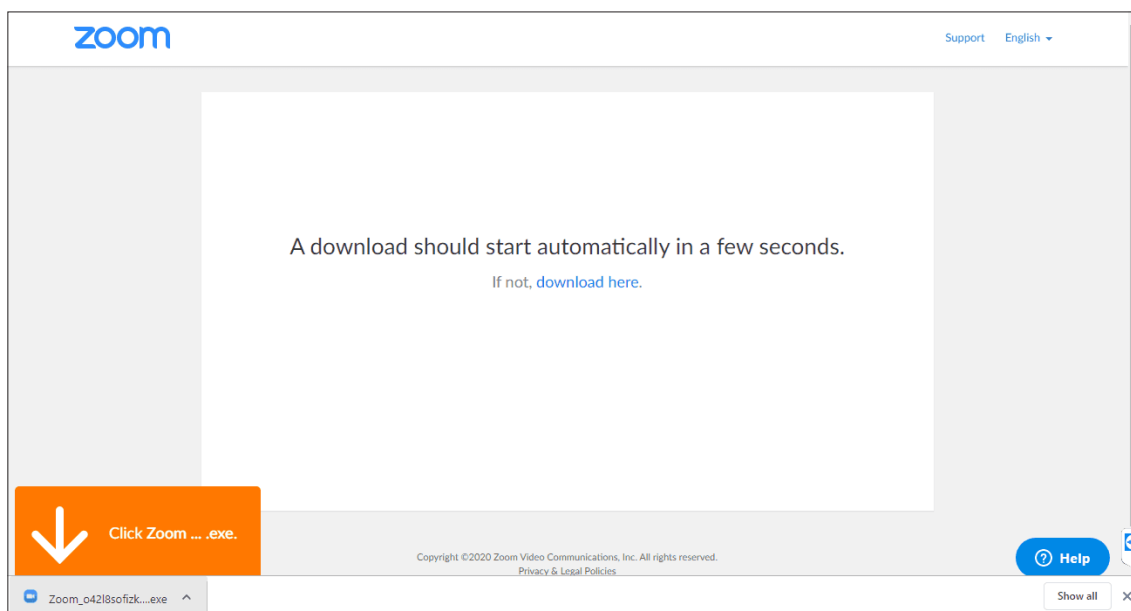 zoom
Support English
A download should start automatically in a few seconds.
If not, download here.
Click Zoom ... .exe.
Copyright ©2020 Zoom Video Communications, Inc. All rights reserved.
Privacy & Legal Policies
Help
Zoom_o42l8sofizk....exe
Show all